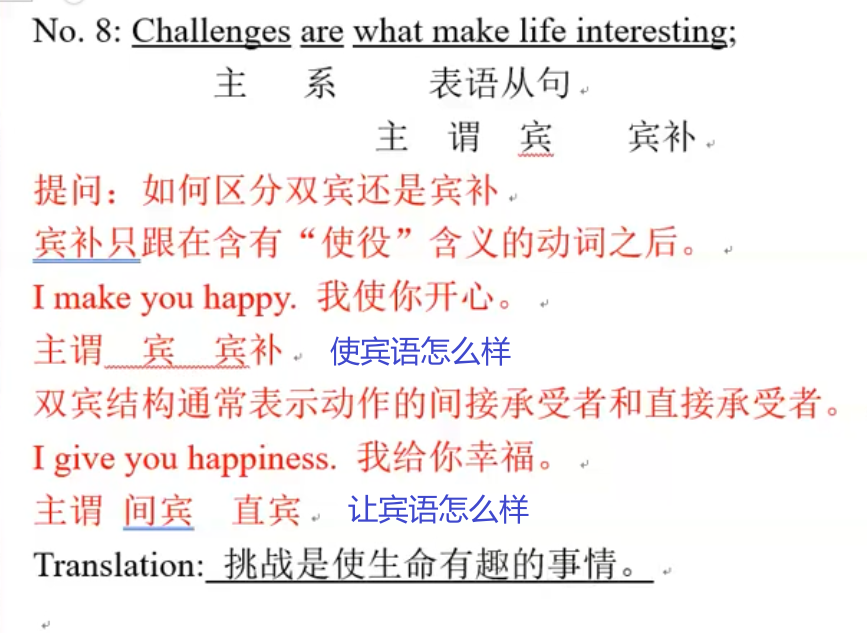 No. 8: Challenges are what make life interesting;
主 系 表语从句
主 谓 宾 宾补
提问：如何区分双宾还是宾补
宾补只跟在含有“使役”含义的动词之后。
I make you happy. 我使你开心。
主谓 宾 宾补 使宾语怎么样
双宾结构通常表示动作的间接承受者和直接承受者。
I give you happiness. 我给你幸福。
主谓 间宾 直宾 让宾语怎么样
Translation: 挑战是使生命有趣的事情。